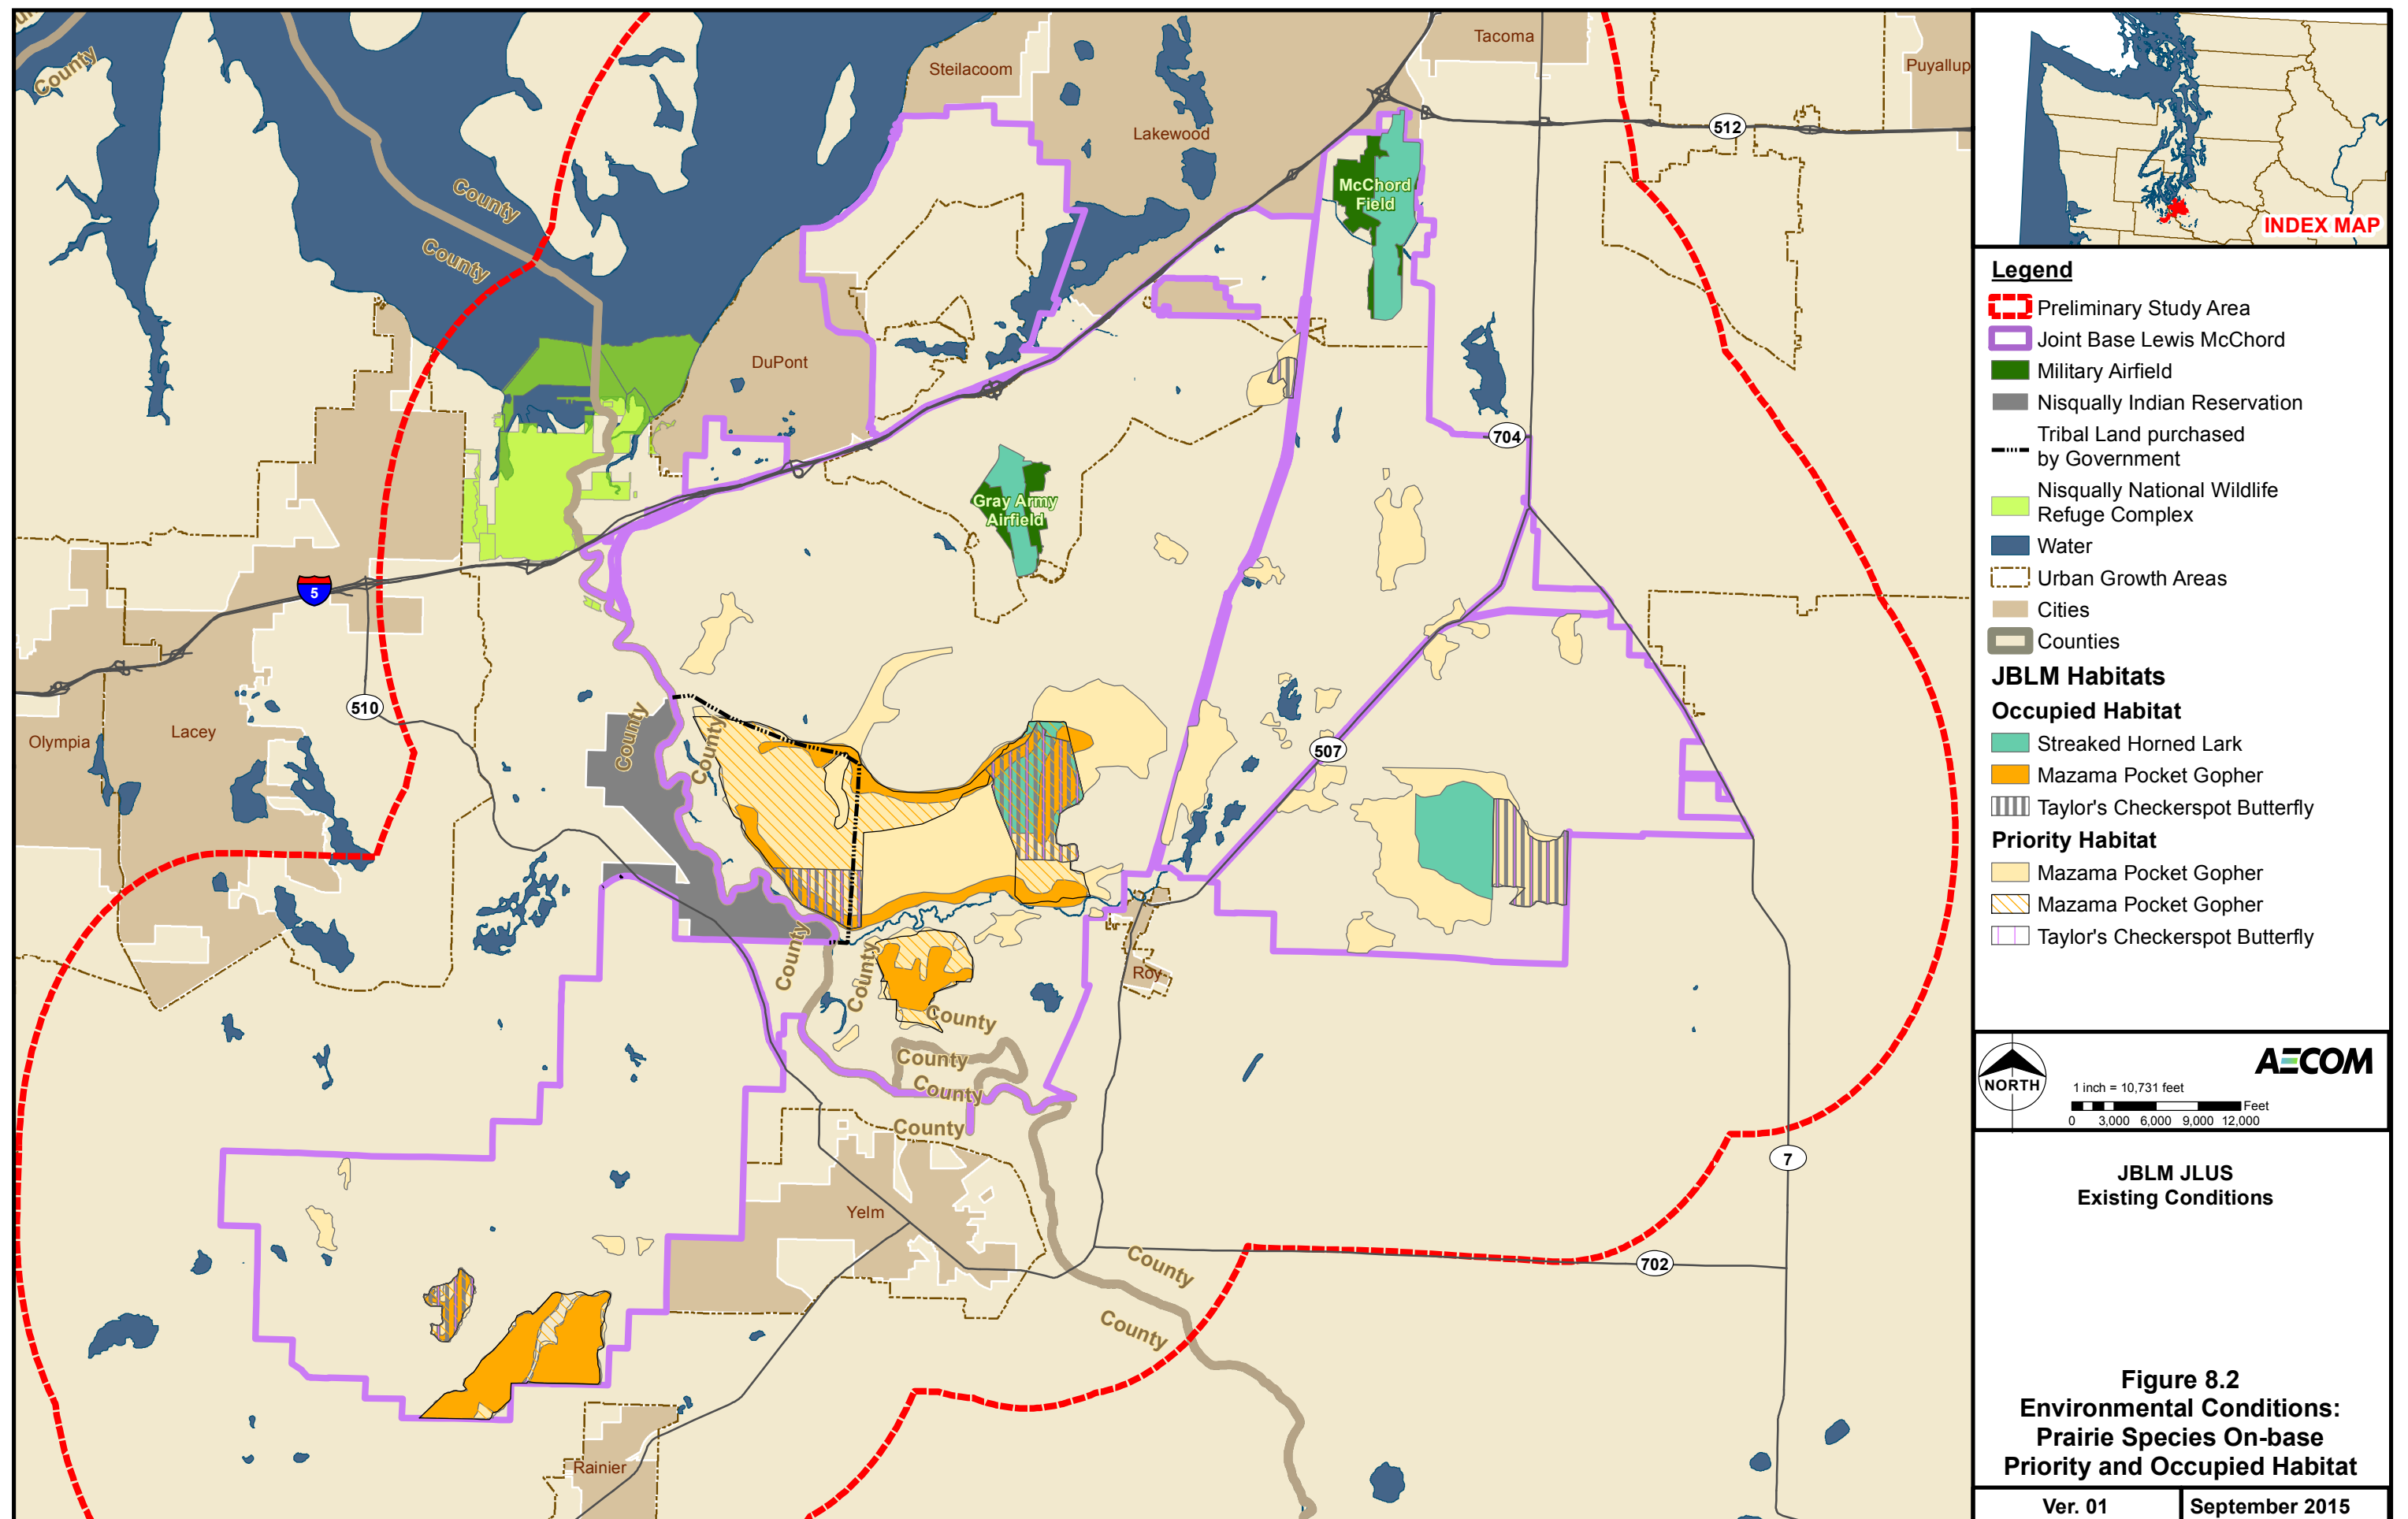 County
County
County
Steilacoom
Tacoma
Puyallup
Lakewood
512
McChord
Field
DuPont
704
Gray Army
Airfield
5
510
Olympia
Lacey
County
County
507
County
County
Roy
County
County
County
County
7
Yelm
702
County
County
Rainier
INDEX MAP
Legend
Preliminary Study Area
Joint Base Lewis McChord
Military Airfield
Nisqually Indian Reservation
Tribal Land purchased
by Government
Nisqually National Wildlife
Refuge Complex
Water
Urban Growth Areas
Cities
Counties
JBLM Habitats
Occupied Habitat
Streaked Horned Lark
Mazama Pocket Gopher
Taylor's Checkerspot Butterfly
Priority Habitat
Mazama Pocket Gopher
Mazama Pocket Gopher
Taylor's Checkerspot Butterfly
NORTH
AECOM
1 inch = 10,731 feet
Feet
0 3,000 6,000 9,000 12,000
JBLM JLUS
Existing Conditions
Figure 8.2
Environmental Conditions:
Prairie Species On-base
Priority and Occupied Habitat
Ver. 01
September 2015